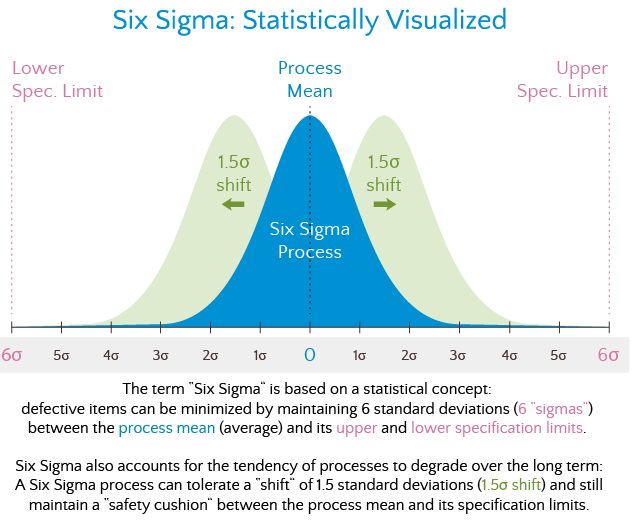 Six Sigma: Statistically Visualized
Lower
Spec. Limit
Process
Mean
Upper
Spec. Limit
1.5σ
shift
1.5σ
shift
Six Sigma
Process
6σ 5σ 4σ 3σ 2σ 1σ 0 1σ 2σ 3σ 4σ 5σ 6σ
The term "Six Sigma" is based on a statistical concept:
defective items can be minimized by maintaining 6 standard deviations (6 "sigmas")
between the process mean (average) and its upper and lower specification limits.
Six Sigma also accounts for the tendency of processes to degrade over the long term:
A Six Sigma process can tolerate a "shift" of 1.5 standard deviations (1.5σ shift) and still
maintain a "safety cushion" between the process mean and its specification limits.